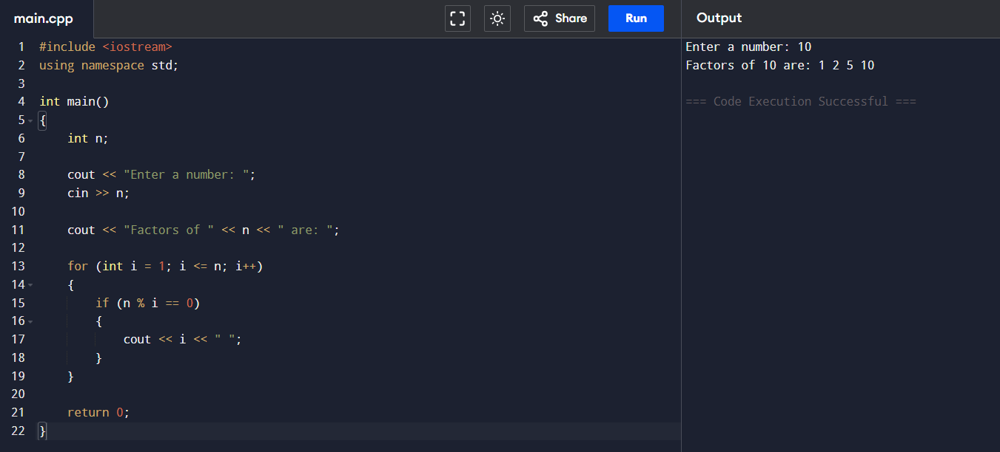 main.cpp
Share
Run
Output
1 #include <iostream>
2 using namespace std;
3
4 int main()
5 {
6     int n;
7
8     cout << "Enter a number: ";
9     cin >> n;
10
11     cout << "Factors of " << n << " are: ";
12
13     for (int i = 1; i <= n; i++)
14     {
15         if (n % i == 0)
16         {
17             cout << i << " ";
18         }
19     }
20
21     return 0;
22 }
Enter a number: 10
Factors of 10 are: 1 2 5 10
=== Code Execution Successful ===